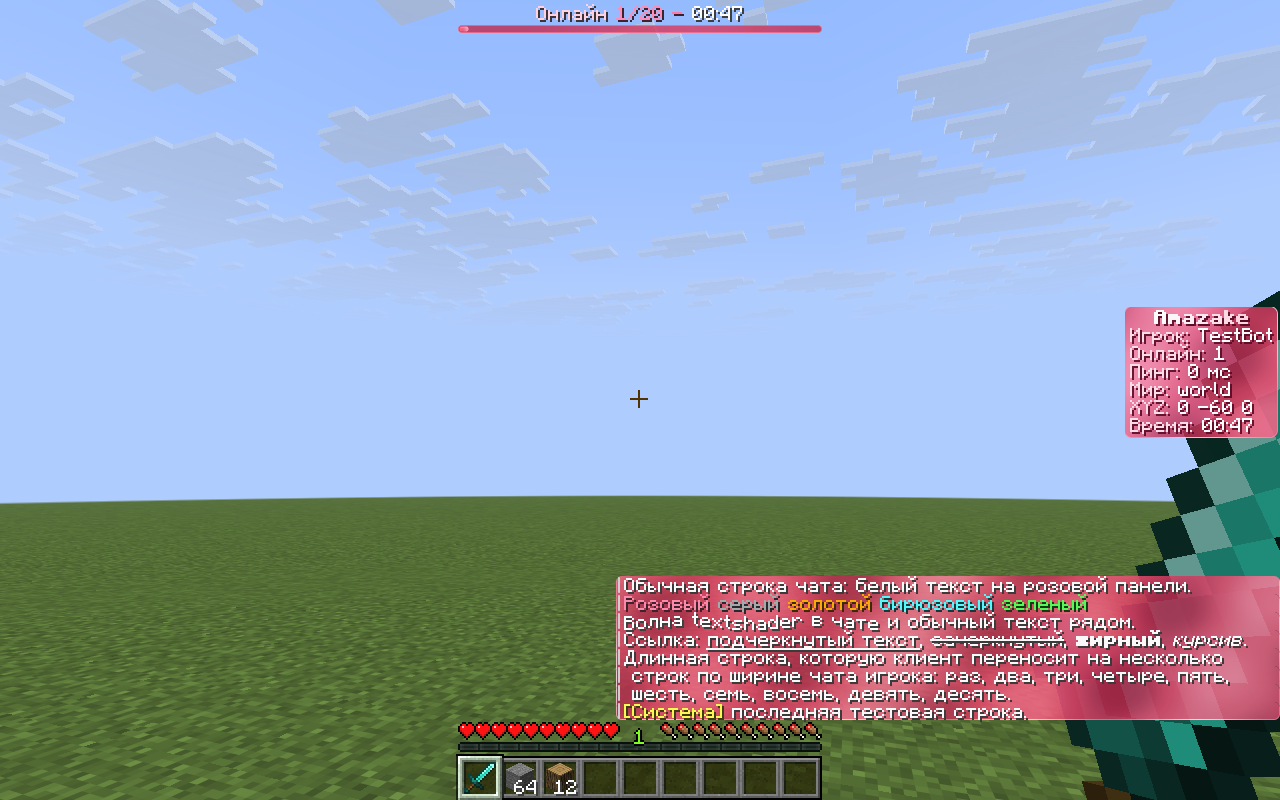 Онлайн 1/20 - 00:47
Amazake
Игрок: TestBot
Онлайн: 1
Пинг: 0 мс
Мир: world
XYZ: 0 -60 0
Время: 00:47
Обычная строка чата: белый текст на розовой панели.
Розовый серый золотой бирюзовый зеленый
Волна textshader в чате и обычный текст рядом.
Ссылка: подчеркнутый текст, зачеркнутый, жирный, курсив.
Длинная строка, которую клиент переносит на несколько
строк по ширине чата игрока: раз, два, три, четыре, пять,
шесть, семь, восемь, девять, десять.
[Система] последняя тестовая строка.
1
64 12